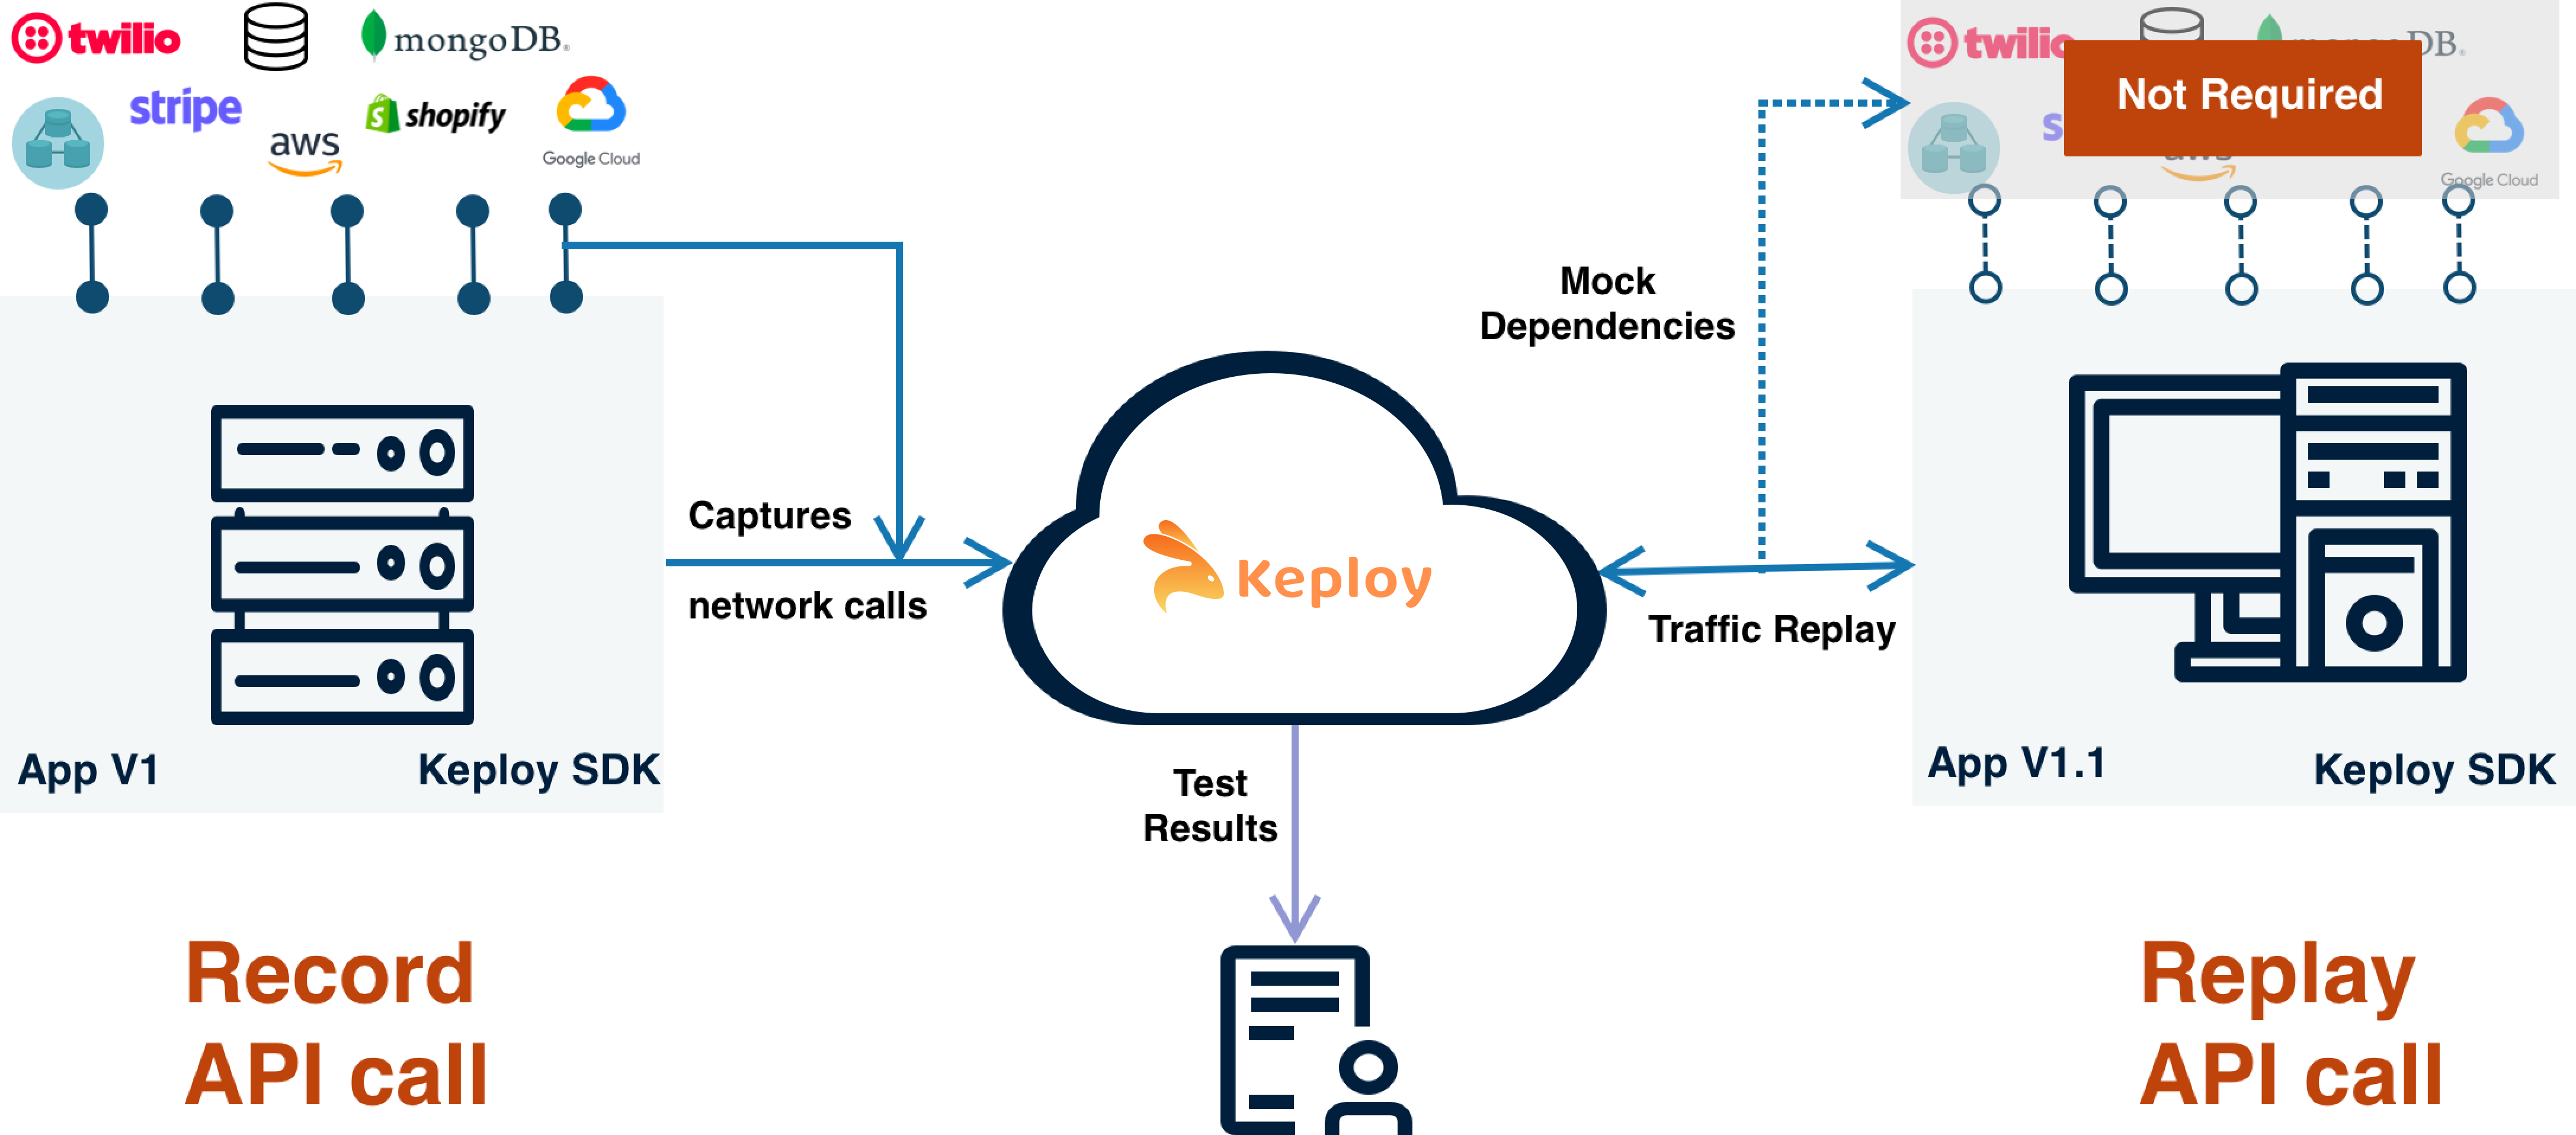 twilio
mongoDB®
stripe
aws
shopify
Google Cloud
App V1
Keploy SDK
Record
API call
Captures
network calls
Keploy
Test
Results
Mock
Dependencies
Traffic Replay
twilio
DB®
Not Required
s
aws
Google Cloud
App V1.1
Keploy SDK
Replay
API call